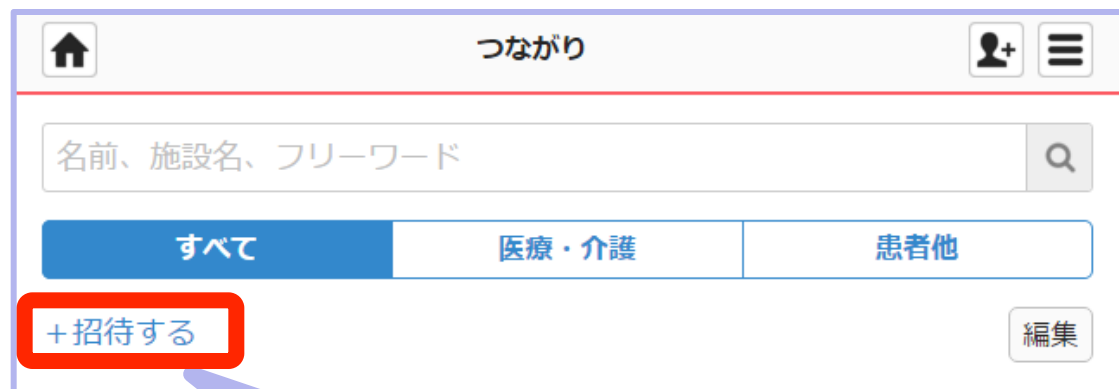 つながり
名前、施設名、フリーワード
すべて 医療・介護 患者他
+招待する 編集